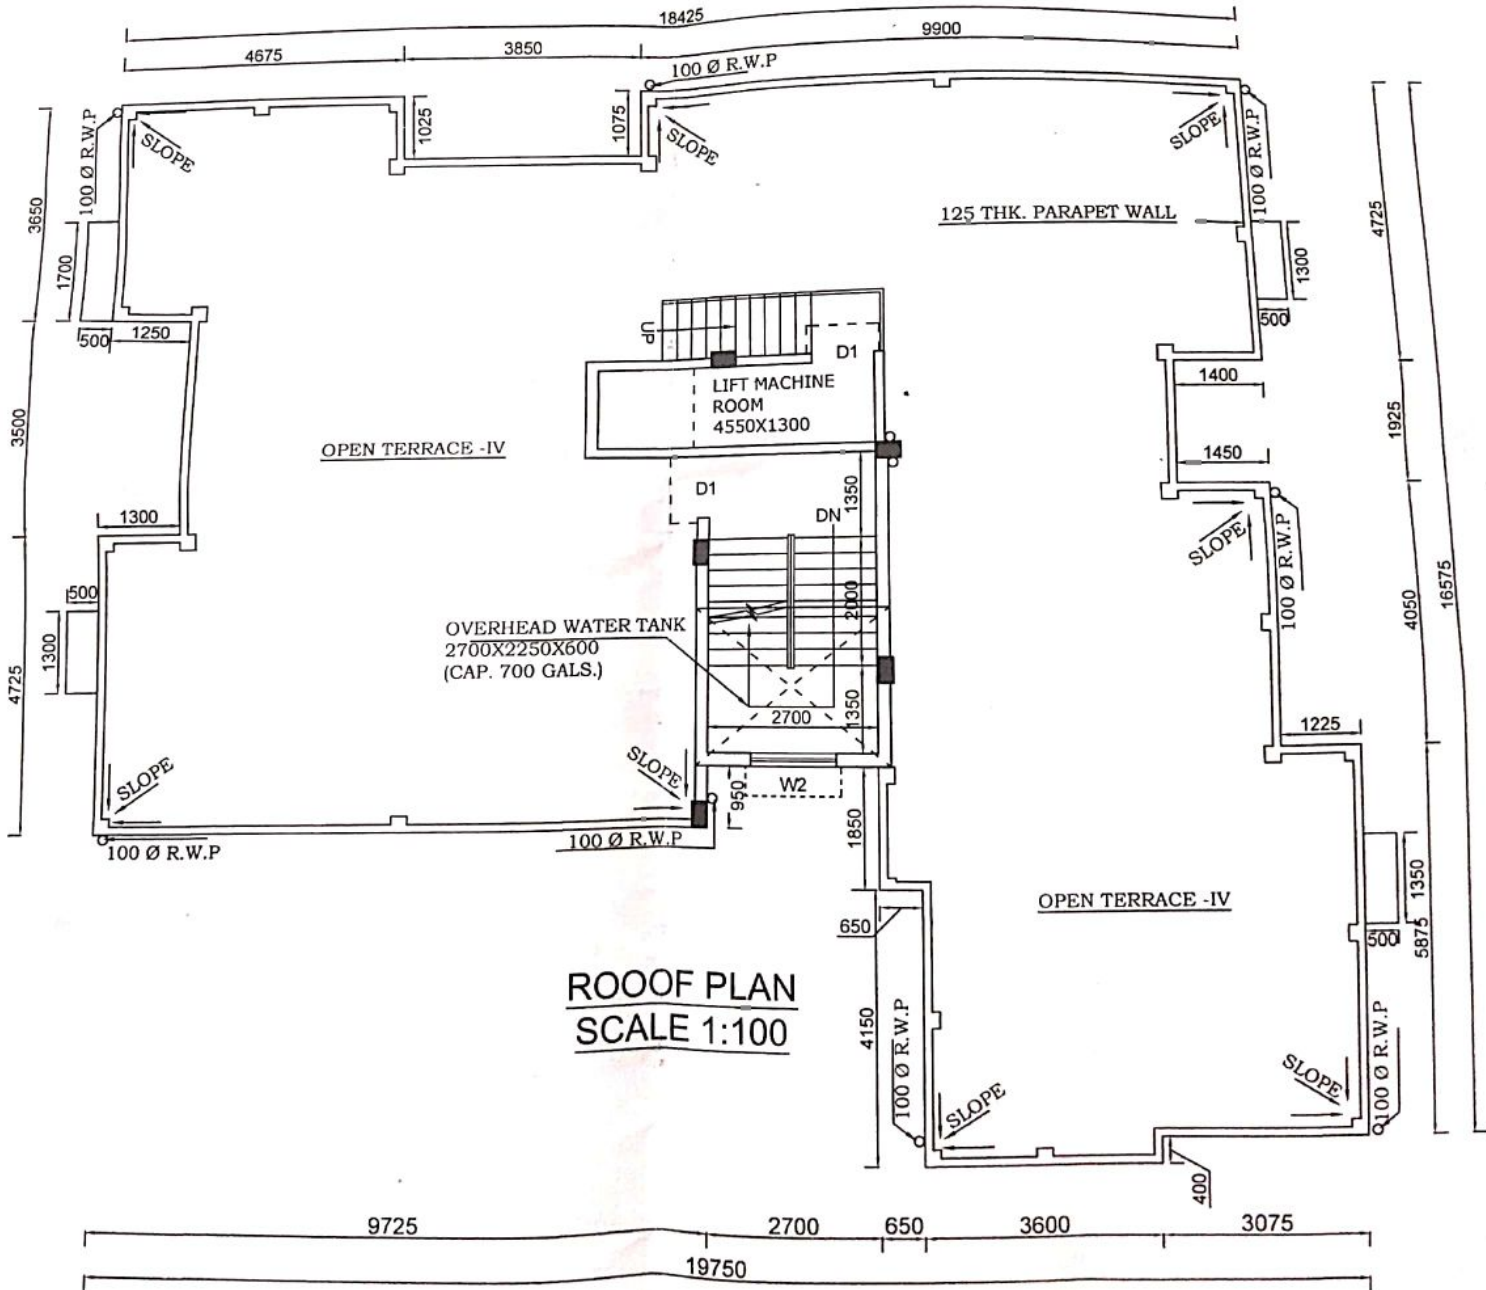 18425
4675
3850
9900
100 Ø R.W.P
100 Ø R.W.P
SLOPE
1025
1075
SLOPE
SLOPE
100 Ø R.W.P
3650
1700
500
1250
125 THK. PARAPET WALL
4725
1300
500
UP
D1
LIFT MACHINE
ROOM
4550X1300
1400
1925
1450
3500
OPEN TERRACE -IV
D1
1350
DN
1300
SLOPE
100 Ø R.W.P
16575
4050
500
1300
4725
2000
OVERHEAD WATER TANK
2700X2250X600
(CAP. 700 GALS.)
1350
2700
1225
SLOPE
SLOPE
950
W2
1850
100 Ø R.W.P
100 Ø R.W.P
650
OPEN TERRACE -IV
1350
500
5875
ROOOF PLAN
SCALE 1:100
4150
100 Ø R.W.P
SLOPE
SLOPE
100 Ø R.W.P
400
9725
2700
650
3600
3075
19750